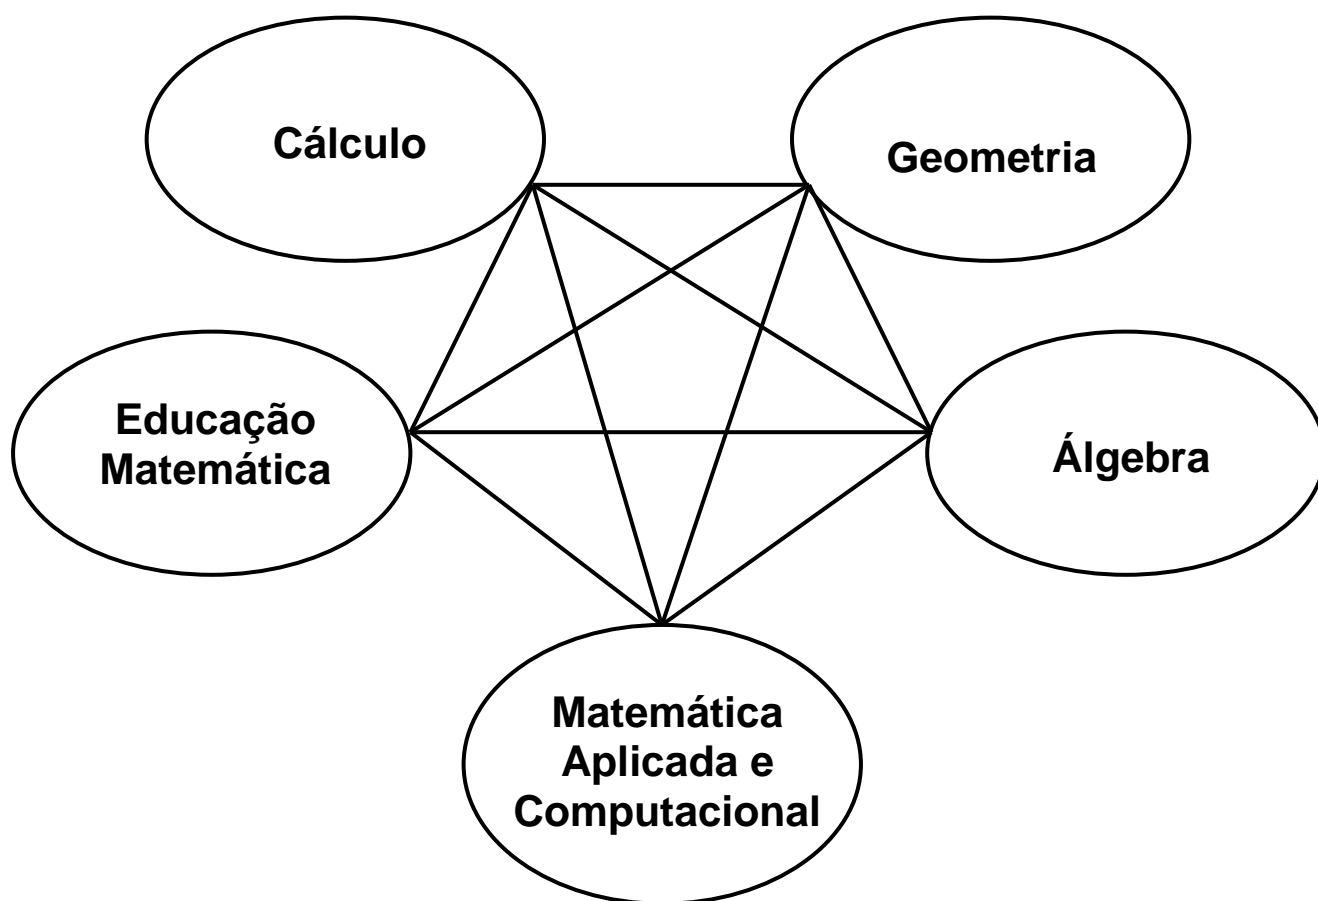 Cálculo
Geometria
Educação
Matemática
Álgebra
Matemática
Aplicada e
Computacional